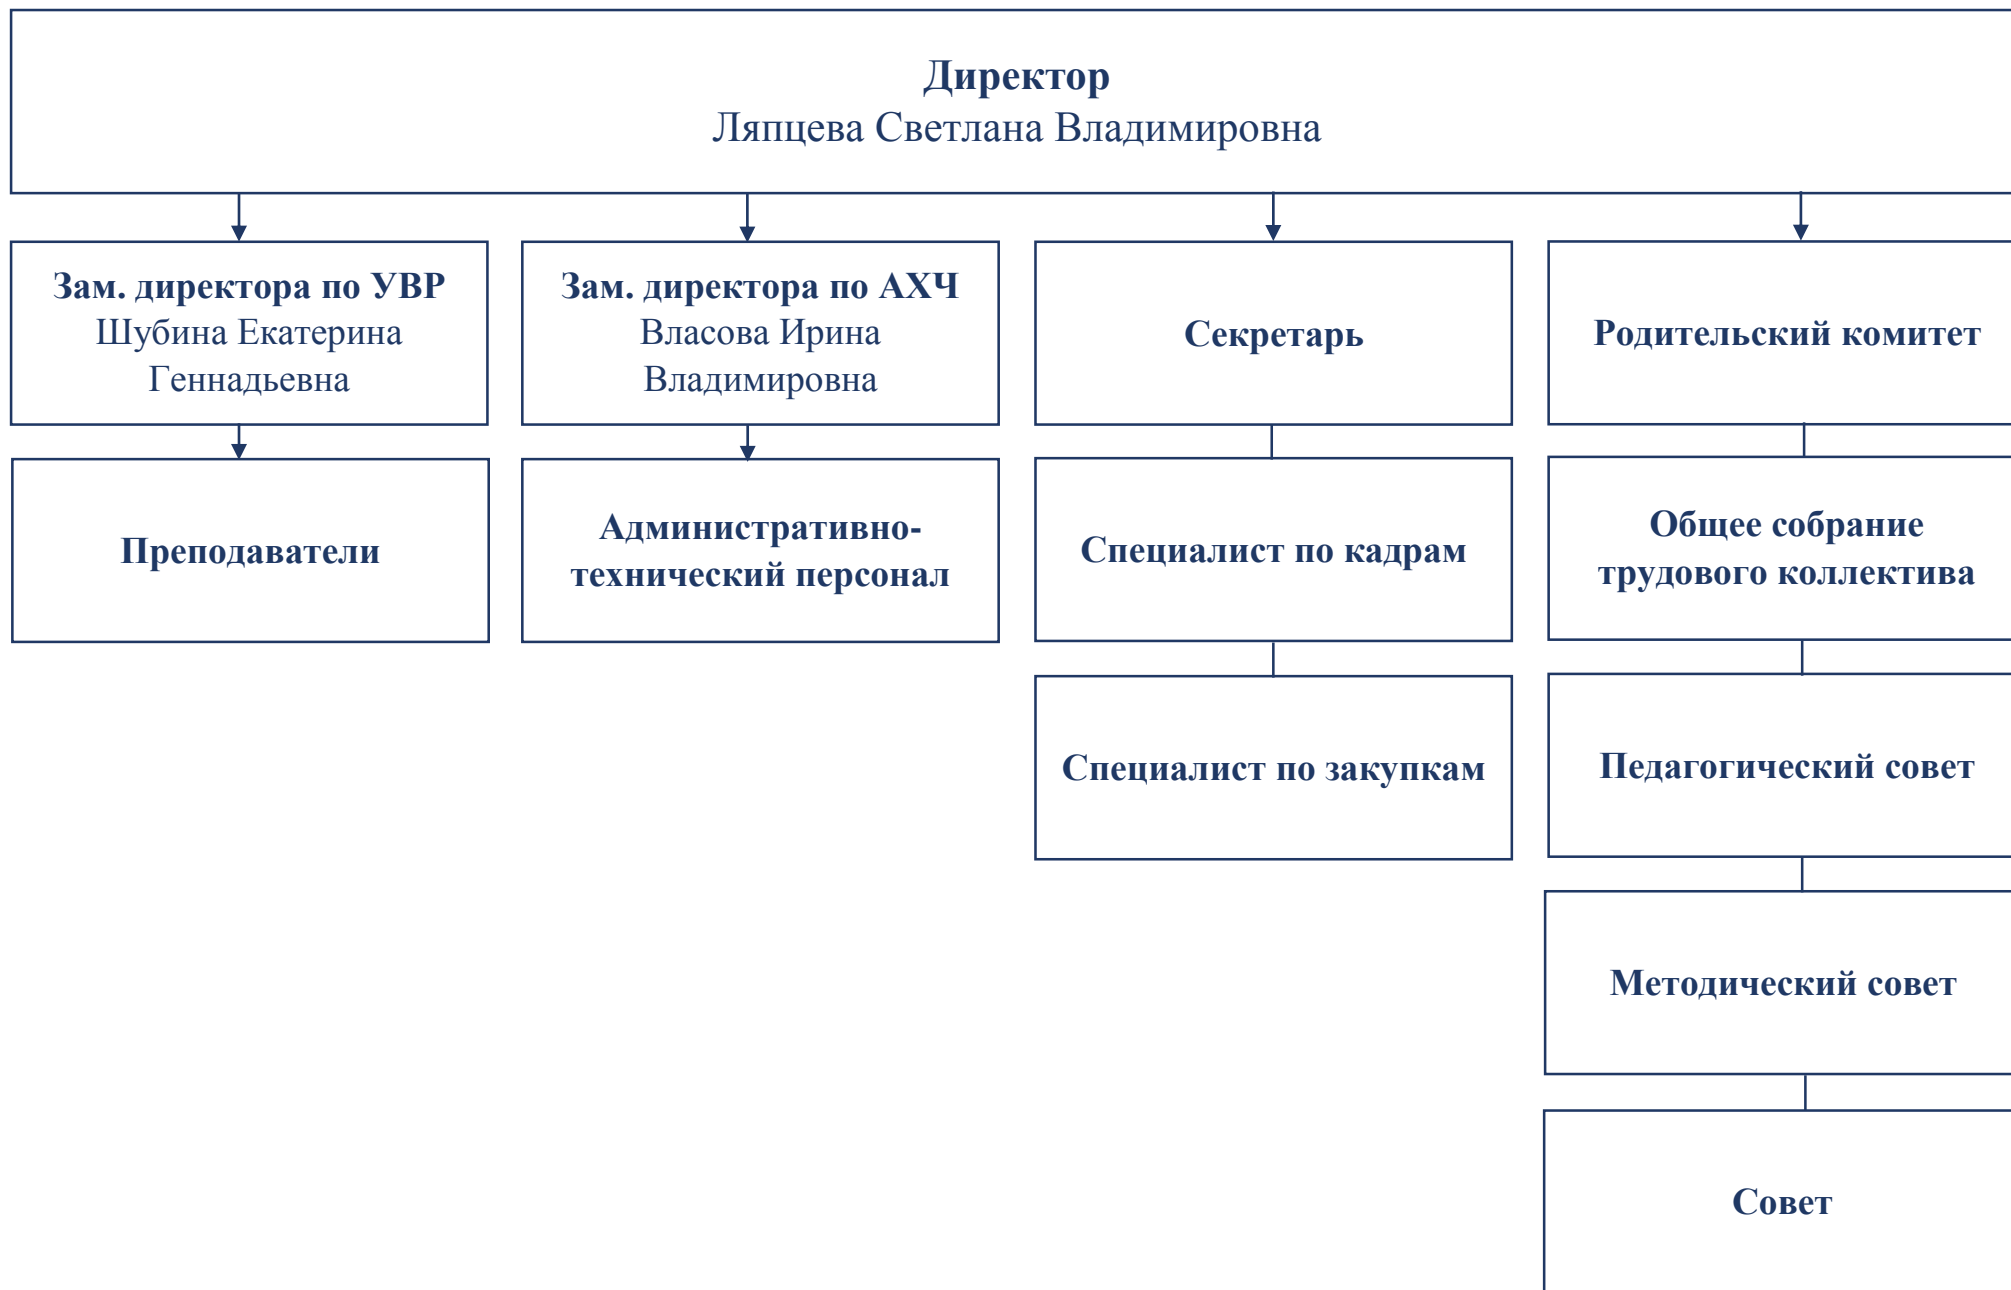 Директор
Ляпцева Светлана Владимировна
Зам. директора по УВР
Шубина Екатерина
Геннадьевна
Зам. директора по АХЧ
Власова Ирина
Владимировна
Секретарь
Родительский комитет
Преподаватели
Административно-
технический персонал
Специалист по кадрам
Общее собрание
трудового коллектива
Специалист по закупкам
Педагогический совет
Методический совет
Совет